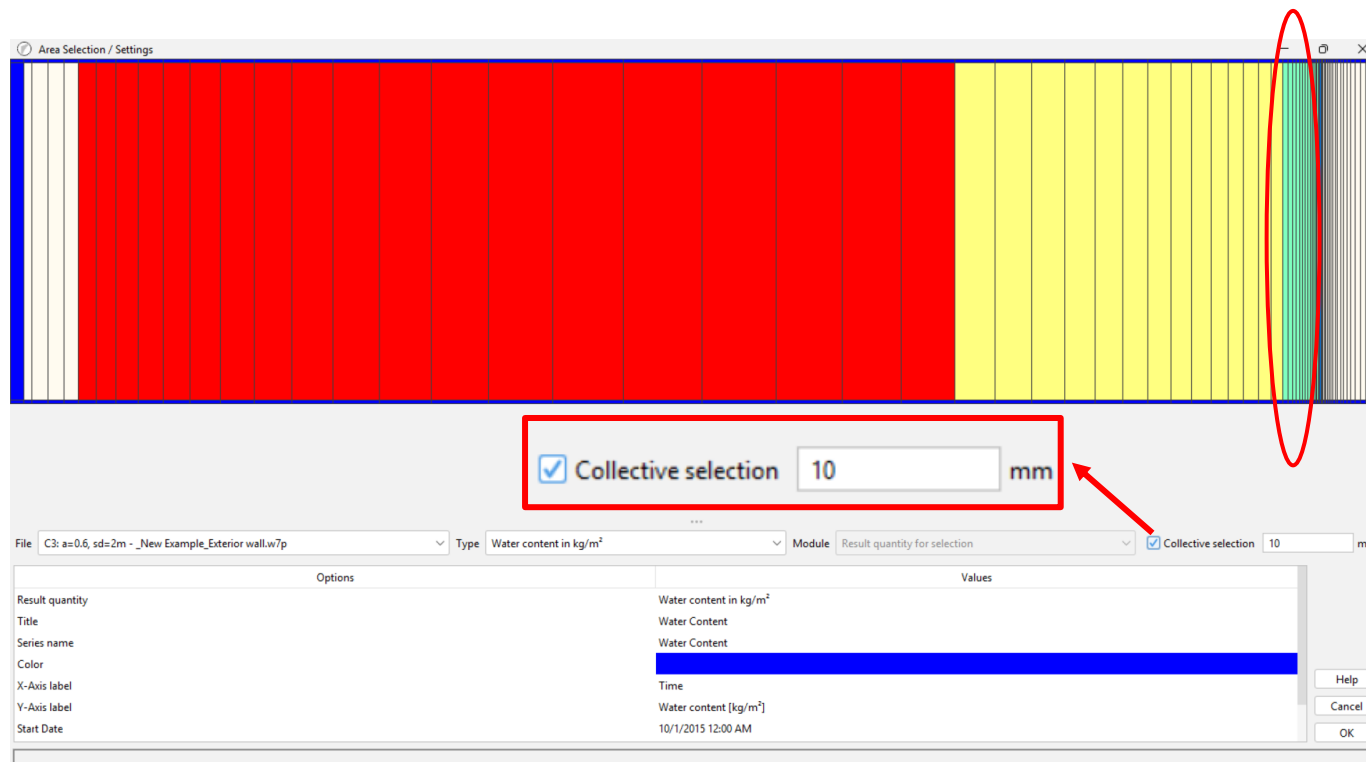 Area Selection / Settings
Collective selection 10 mm
...
File C3: a=0.6, sd=2m - _New Example_Exterior wall.w7p Type Water content in kg/m² Module Result quantity for selection Collective selection 10 m
Options Values
Result quantity Water content in kg/m²
Title Water Content
Series name Water Content
Color
X-Axis label Time
Y-Axis label Water content [kg/m²]
Start Date 10/1/2015 12:00 AM
Help
Cancel
OK